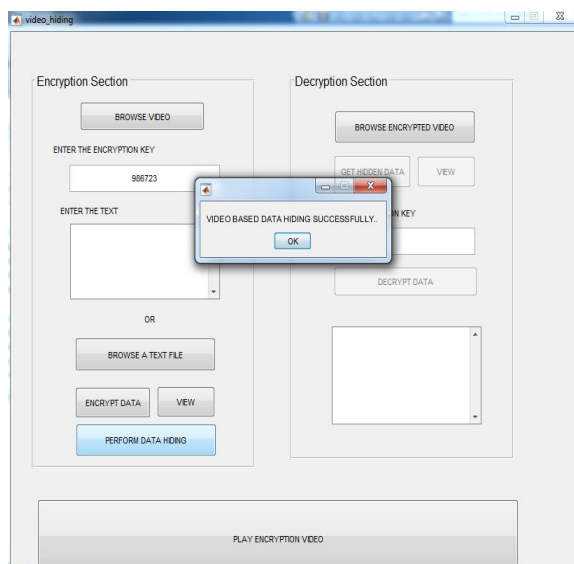 video_hiding
Encryption Section
BROWSE VIDEO
ENTER THE ENCRYPTION KEY
986723
ENTER THE TEXT
OR
BROWSE A TEXT FILE
ENCRYPT DATA
VIEW
PERFORM DATA HIDING
Decryption Section
BROWSE ENCRYPTED VIDEO
GET HIDDEN DATA
VIEW
KEY
DECRYPT DATA
VIDEO BASED DATA HIDING SUCCESSFULLY..
OK
PLAY ENCRYPTION VIDEO